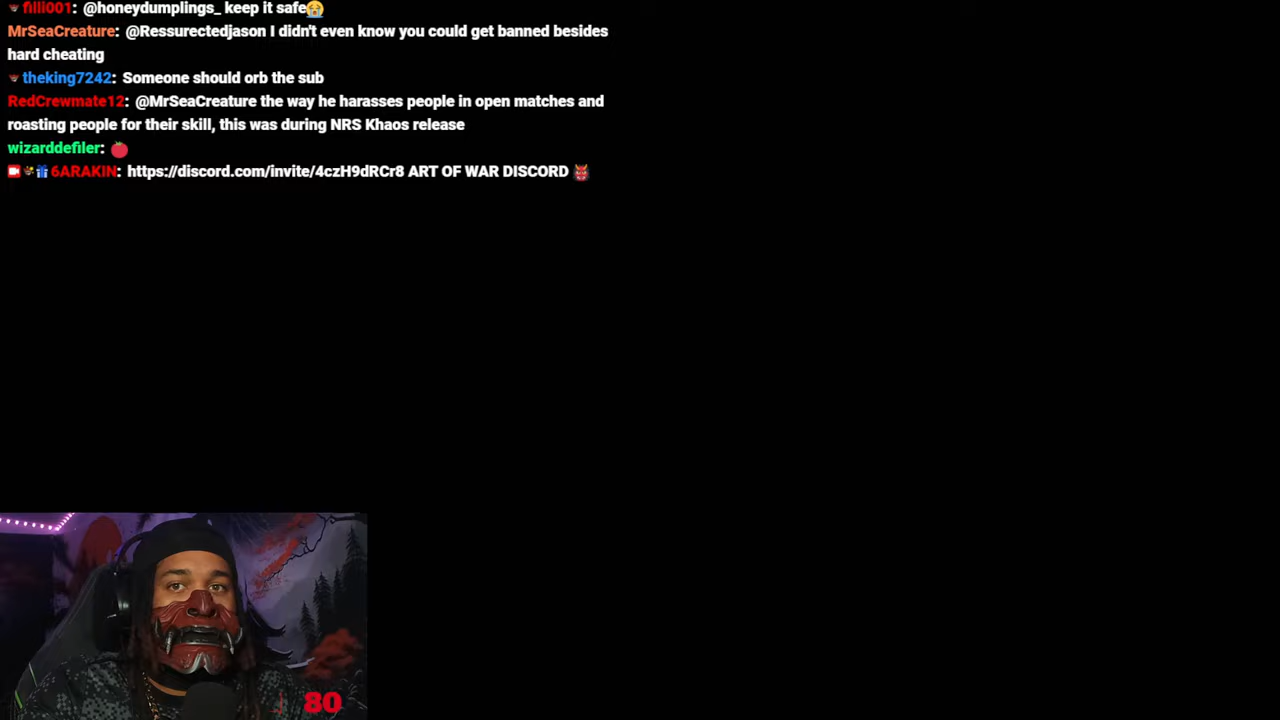 filli001: @honeydumplings_ keep it safe😭
MrSeaCreature: @Ressurectedjason I didn't even know you could get banned besides
hard cheating
theking7242: Someone should orb the sub
RedCrewmate12: @MrSeaCreature the way he harasses people in open matches and
roasting people for their skill, this was during NRS Khaos release
wizarddefiler: 🍅
6ARAKIN: https://discord.com/invite/4czH9dRCr8 ART OF WAR DISCORD 👹
80